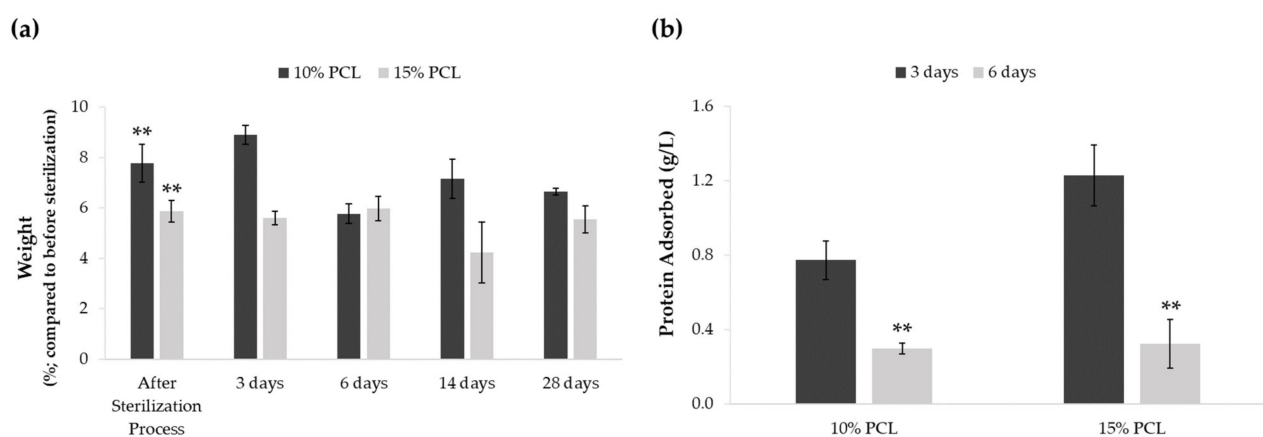 (a)
10% PCL 15% PCL
Weight
(%; compared to before sterilization)
10
8
6
4
2
0
**
**
After
Sterilization
Process
3 days
6 days
14 days
28 days
(b)
3 days 6 days
Protein Adsorbed (g/L)
1.6
1.2
0.8
0.4
0.0
**
**
10% PCL
15% PCL